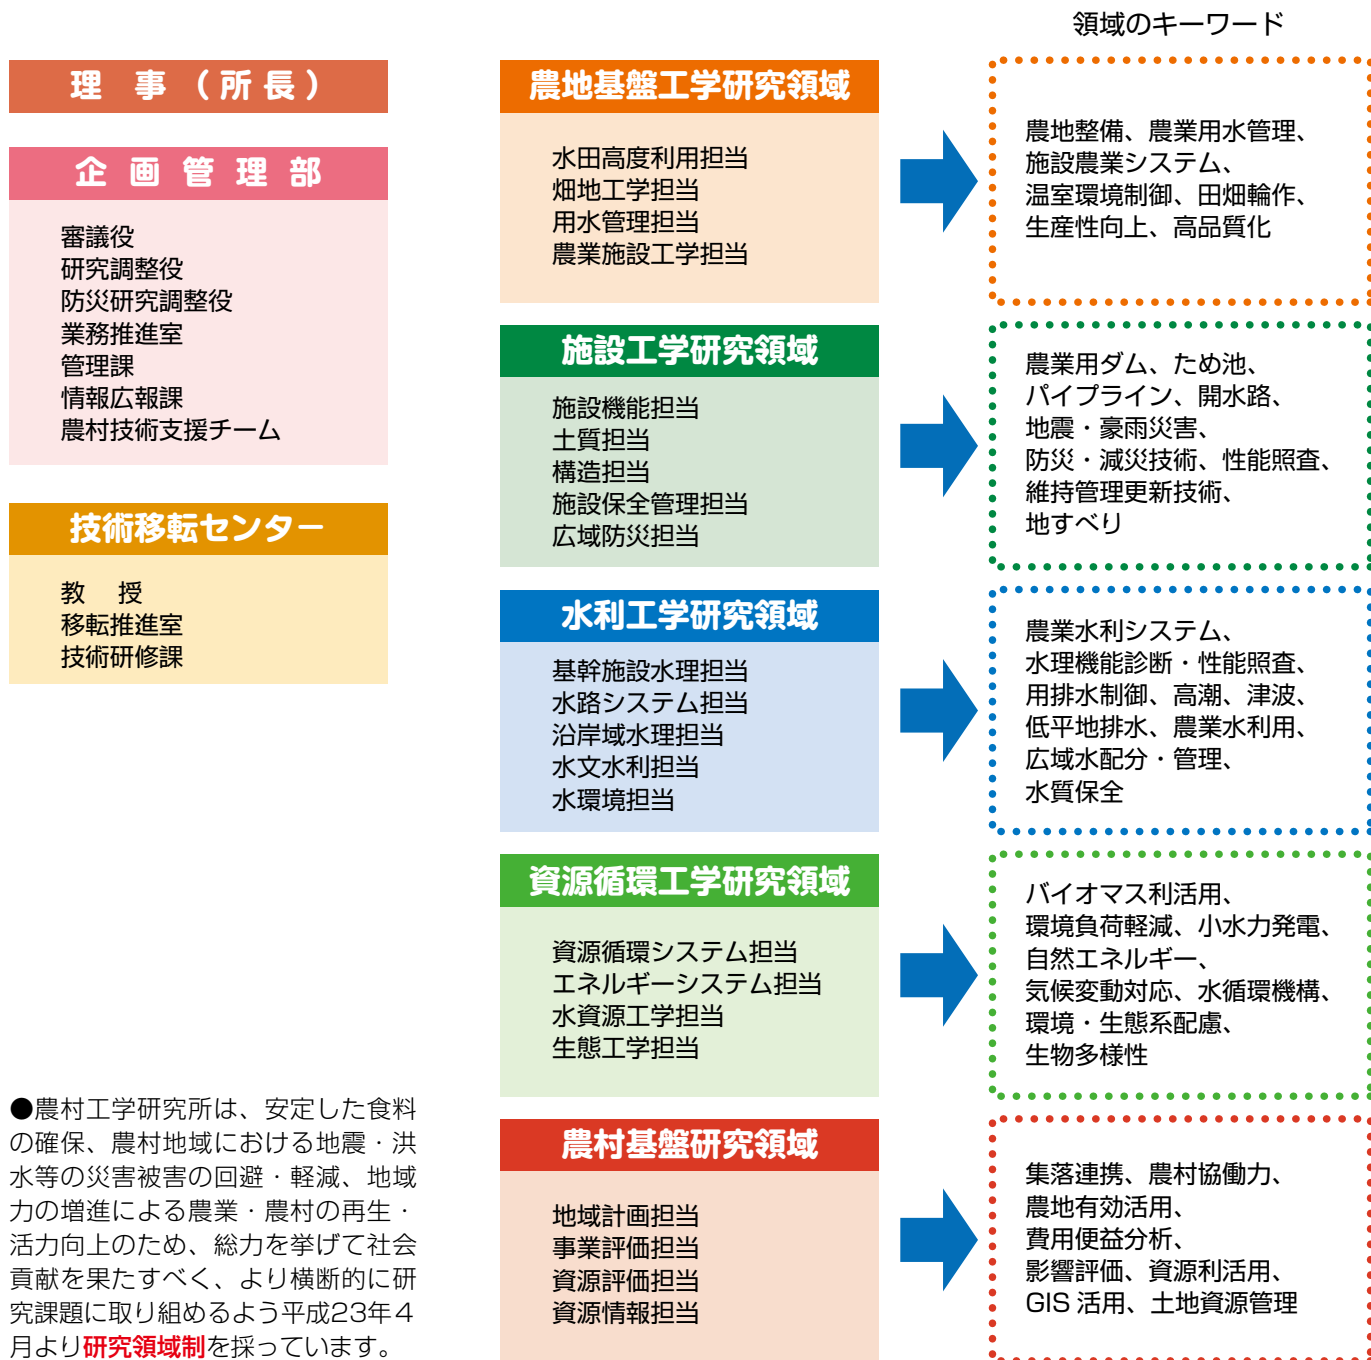 理 事（所長）
企画管理部
審議役
研究調整役
防災研究調整役
業務推進室
管理課
情報広報課
農村技術支援チーム
技術移転センター
教 授
移転推進室
技術研修課
●農村工学研究所は、安定した食料
の確保、農村地域における地震・洪
水等の災害被害の回避・軽減、地域
力の増進による農業・農村の再生・
活力向上のため、総力を挙げて社会
貢献を果たすべく、より横断的に研
究課題に取り組めるよう平成23年４
月より研究領域制を採っています。
領域のキーワード
農地基盤工学研究領域
水田高度利用担当
畑地工学担当
用水管理担当
農業施設工学担当
農地整備、農業用水管理、
施設農業システム、
温室環境制御、田畑輪作、
生産性向上、高品質化
施設工学研究領域
施設機能担当
土質担当
構造担当
施設保全管理担当
広域防災担当
農業用ダム、ため池、
パイプライン、開水路、
地震・豪雨災害、
防災・減災技術、性能照査、
維持管理更新技術、
地すべり
水利工学研究領域
基幹施設水理担当
水路システム担当
沿岸域水理担当
水文水利担当
水環境担当
農業水利システム、
水理機能診断・性能照査、
用排水制御、高潮、津波、
低平地排水、農業水利用、
広域水配分・管理、
水質保全
資源循環工学研究領域
資源循環システム担当
エネルギーシステム担当
水資源工学担当
生態工学担当
バイオマス利活用、
環境負荷軽減、小水力発電、
自然エネルギー、
気候変動対応、水循環機構、
環境・生態系配慮、
生物多様性
農村基盤研究領域
地域計画担当
事業評価担当
資源評価担当
資源情報担当
集落連携、農村協働力、
農地有効活用、
費用便益分析、
影響評価、資源利活用、
GIS 活用、土地資源管理